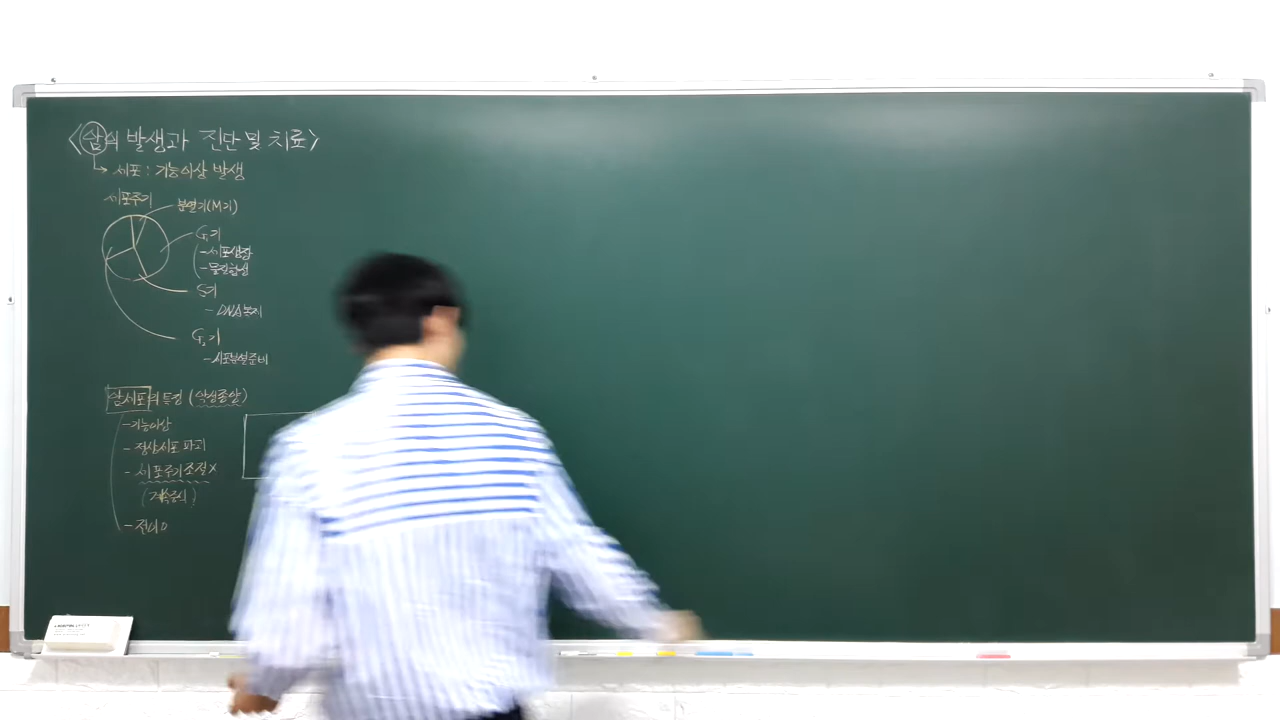 <암의 발생과 진단 및 치료>
→ 세포 : 기능이상 발생
세포주기
분열기(M기)
G₁기
- 세포생장
- 물질합성
S기
- DNA복제
G₂기
- 세포분열준비
암세포의 특징 (악성종양)
- 기능이상
- 정상세포 파괴
- 세포주기조절X
(계속증식)
- 전이O